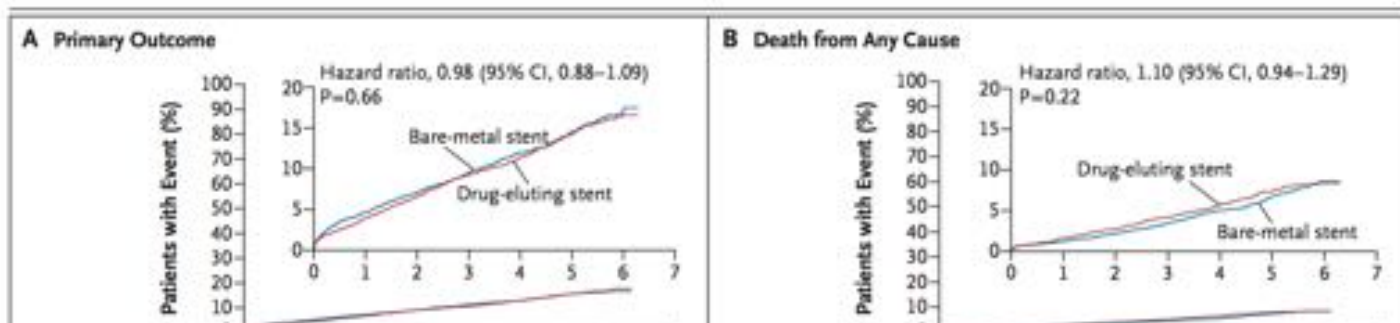 A Primary Outcome
Patients with Event (%)
100
90
80
70
60
50
40
30
20
10
Hazard ratio, 0.98 (95% CI, 0.88–1.09)
P=0.66
20
15
10
5
0
Bare-metal stent
Drug-eluting stent
0 1 2 3 4 5 6 7
B Death from Any Cause
Patients with Event (%)
100
90
80
70
60
50
40
30
20
10
Hazard ratio, 1.10 (95% CI, 0.94–1.29)
P=0.22
20
15
10
5
0
Drug-eluting stent
Bare-metal stent
0 1 2 3 4 5 6 7